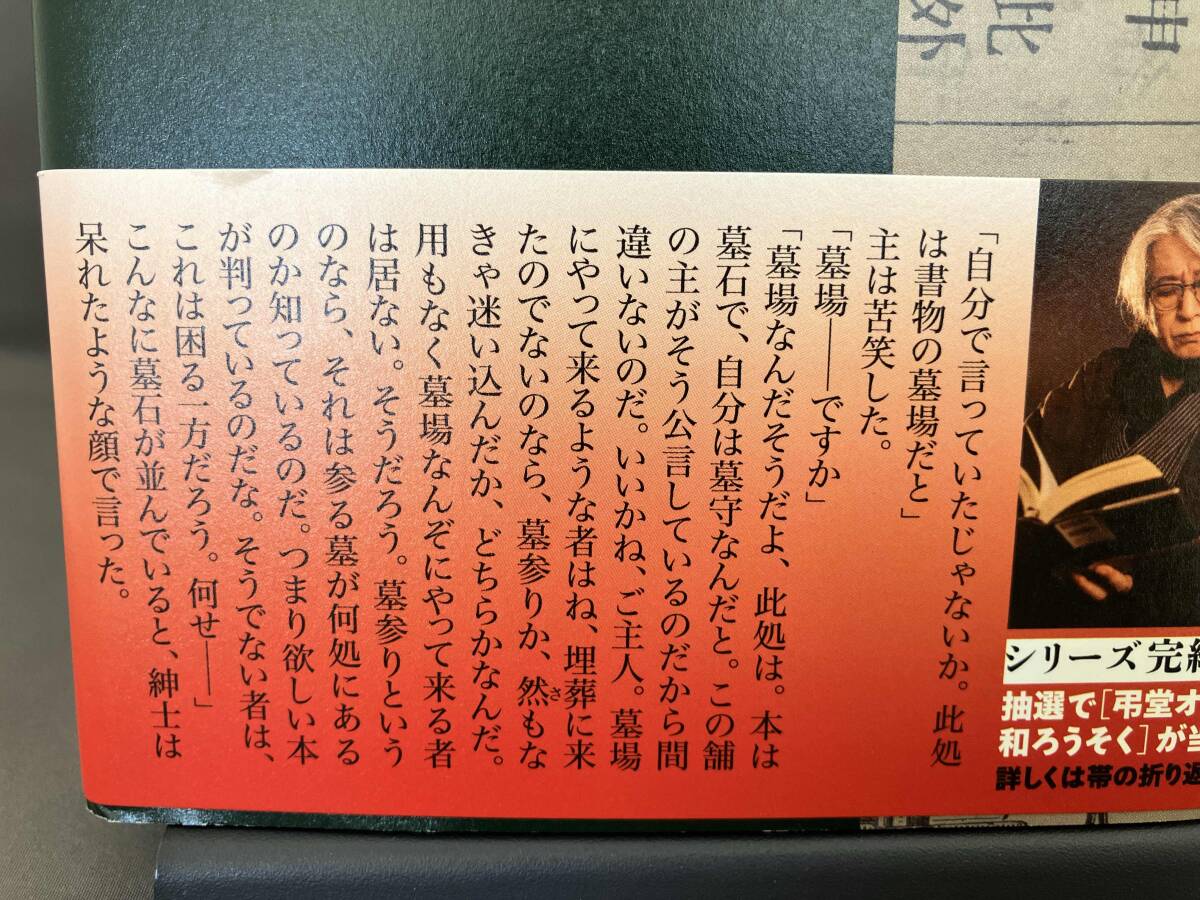 「自分で言っていたじゃないか。此処
は書物の墓場だと」
主は苦笑した。
「墓場――ですか」
「墓場なんだそうだよ、此処は。本は
墓石で、自分は墓守なんだと。この舗
の主がそう公言しているのだから間
違いないのだ。いいかね、ご主人。墓場
にやって来るような者はね、埋葬に来
たのでないのなら、墓参りか、然もな
きゃ迷い込んだか、どちらかなんだ。
用もなく墓場なんぞにやって来る者
は居ない。そうだろう。墓参りという
のなら、それは参る墓が何処にある
のか知っているのだ。つまり欲しい本
が判っているのだな。そうでない者は、
これは困る一方だろう。何せ――」
こんなに墓石が並んでいると、紳士は
呆れたような顔で言った。
さ
シリーズ完結
抽選で[弔堂オ
和ろうそく]が当
詳しくは帯の折り返
此
外